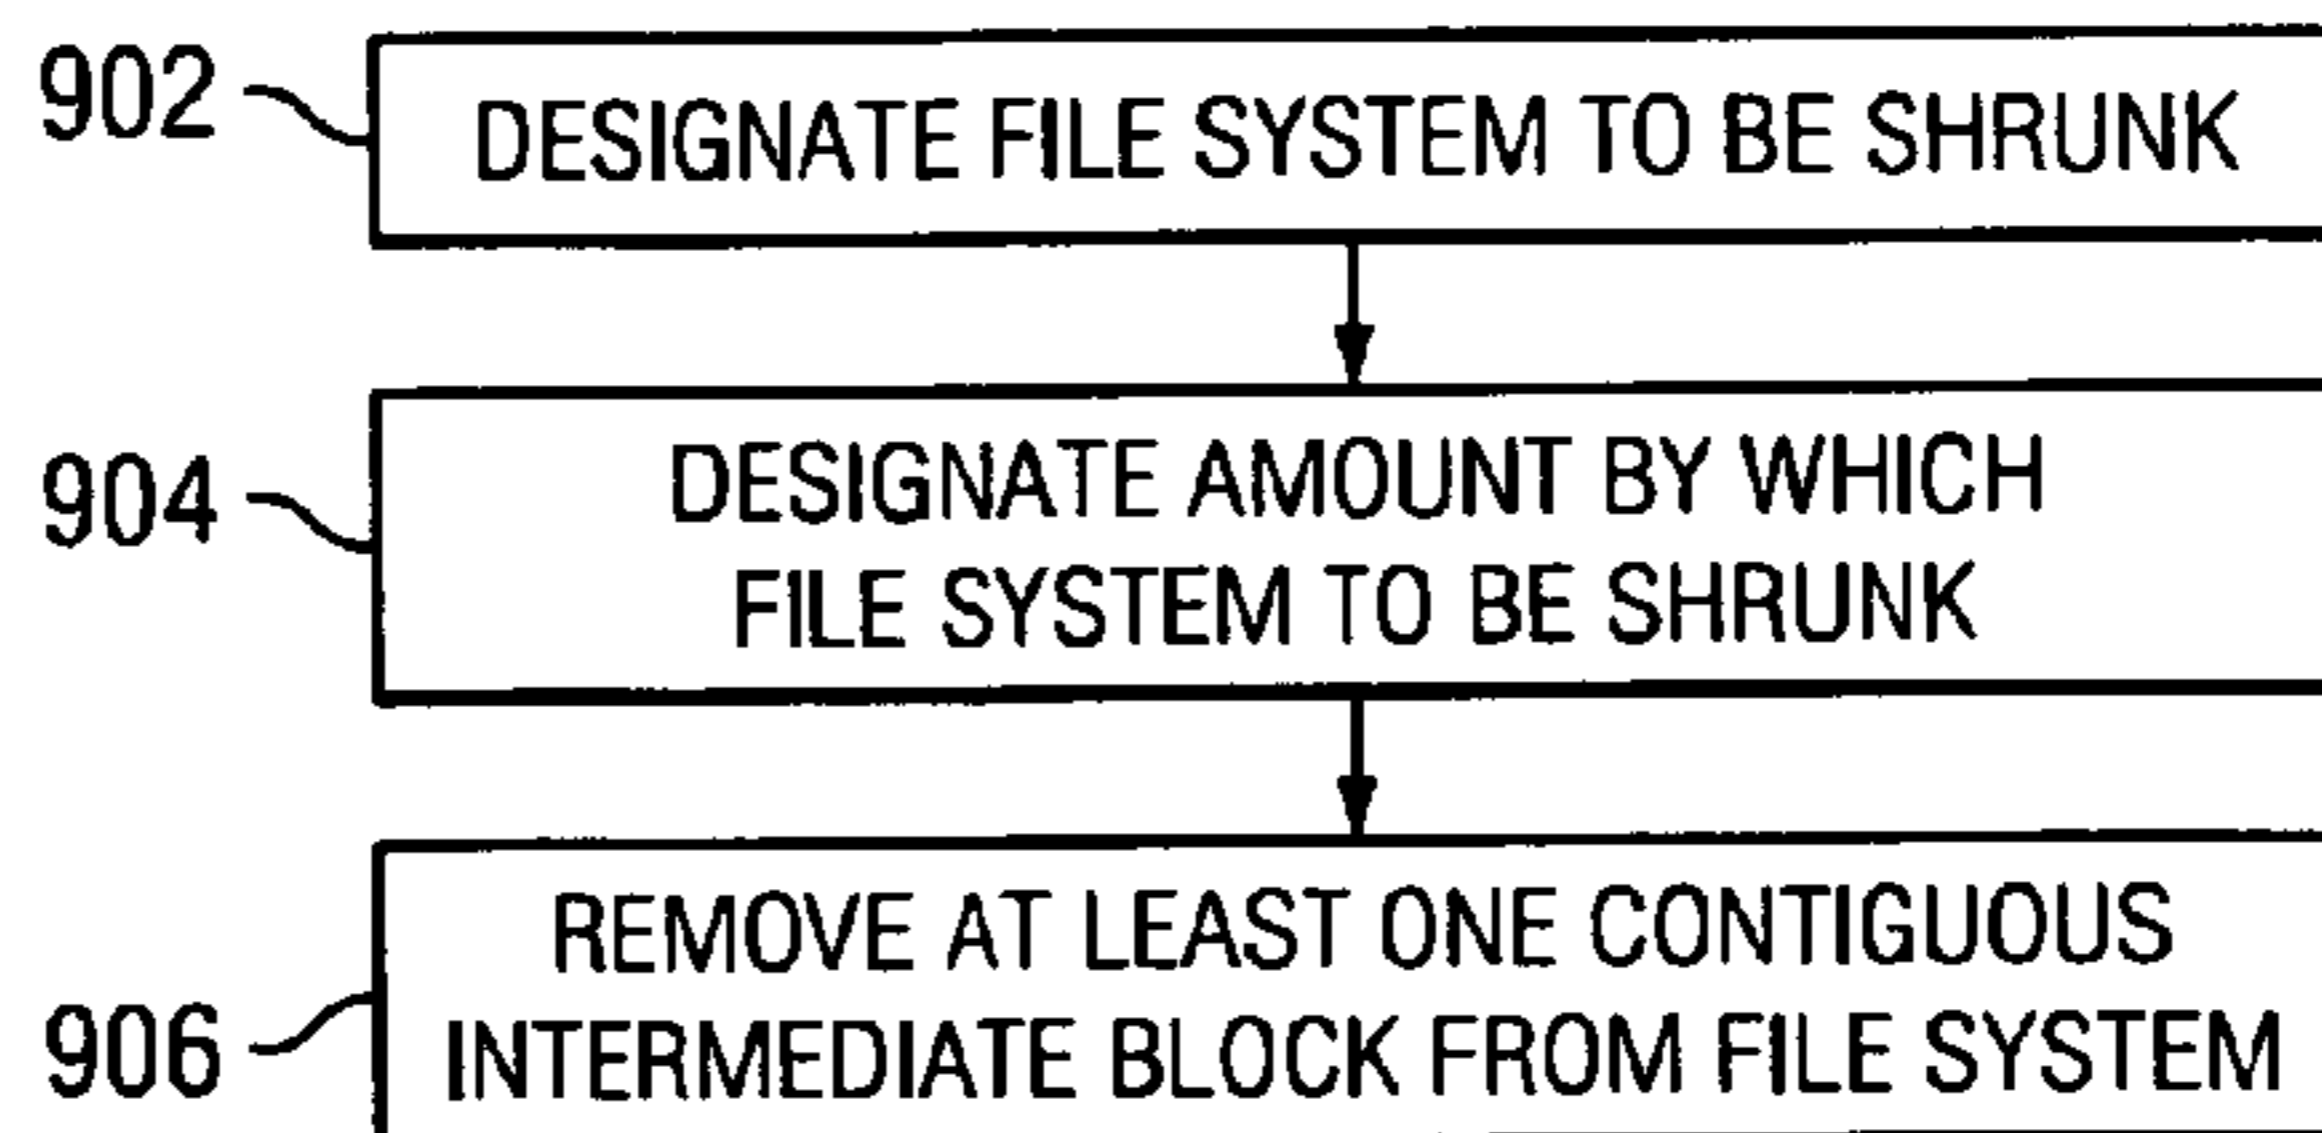 902
DESIGNATE FILE SYSTEM TO BE SHRUNK
904
DESIGNATE AMOUNT BY WHICH
FILE SYSTEM TO BE SHRUNK
906
REMOVE AT LEAST ONE CONTIGUOUS
INTERMEDIATE BLOCK FROM FILE SYSTEM